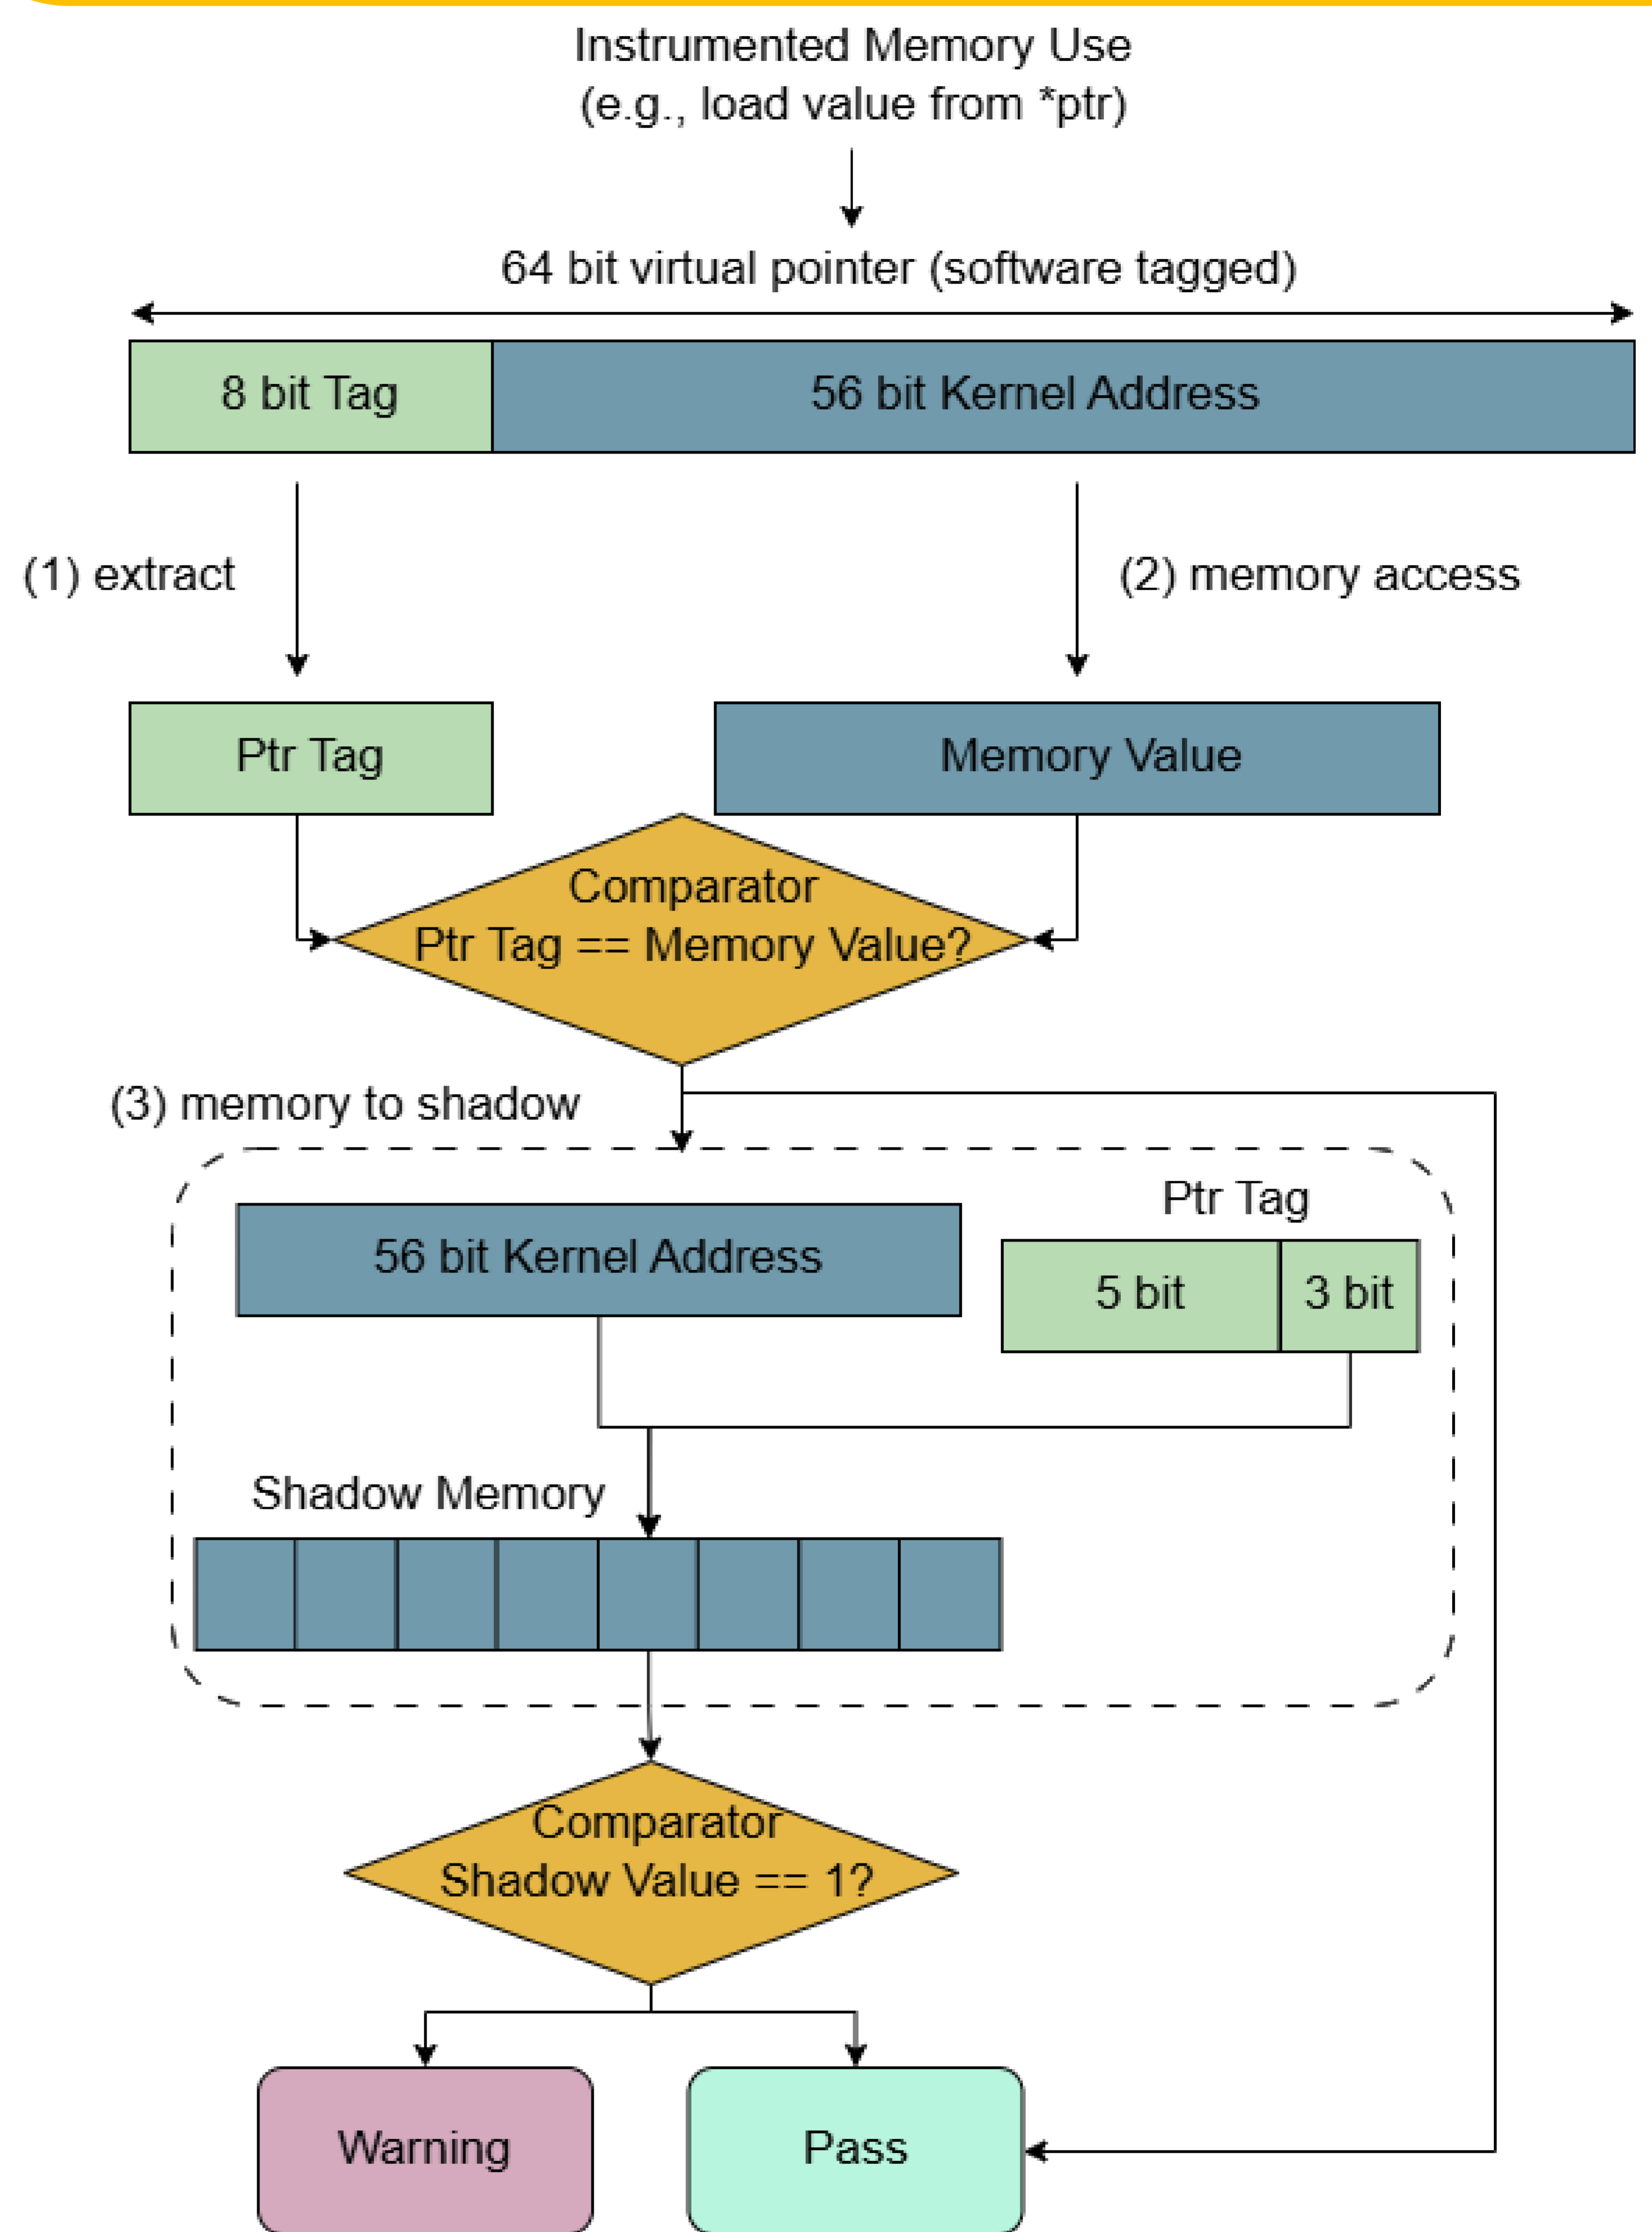 Instrumented Memory Use
(e.g., load value from *ptr)
64 bit virtual pointer (software tagged)
8 bit Tag
56 bit Kernel Address
(1) extract
(2) memory access
Ptr Tag
Memory Value
Comparator
Ptr Tag == Memory Value?
(3) memory to shadow
Ptr Tag
56 bit Kernel Address
5 bit
3 bit
Shadow Memory
Comparator
Shadow Value == 1?
Warning
Pass